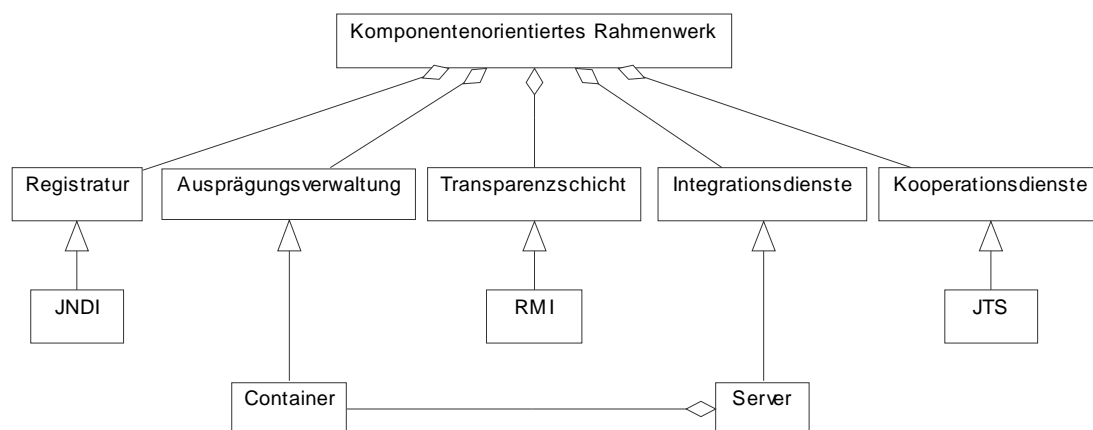 Komponentenorientiertes Rahmenwerk
Registratur
Ausprägungsverwaltung
Transparenzschicht
Integrationsdienste
Kooperationsdienste
JNDI
RMI
JTS
Container
Server